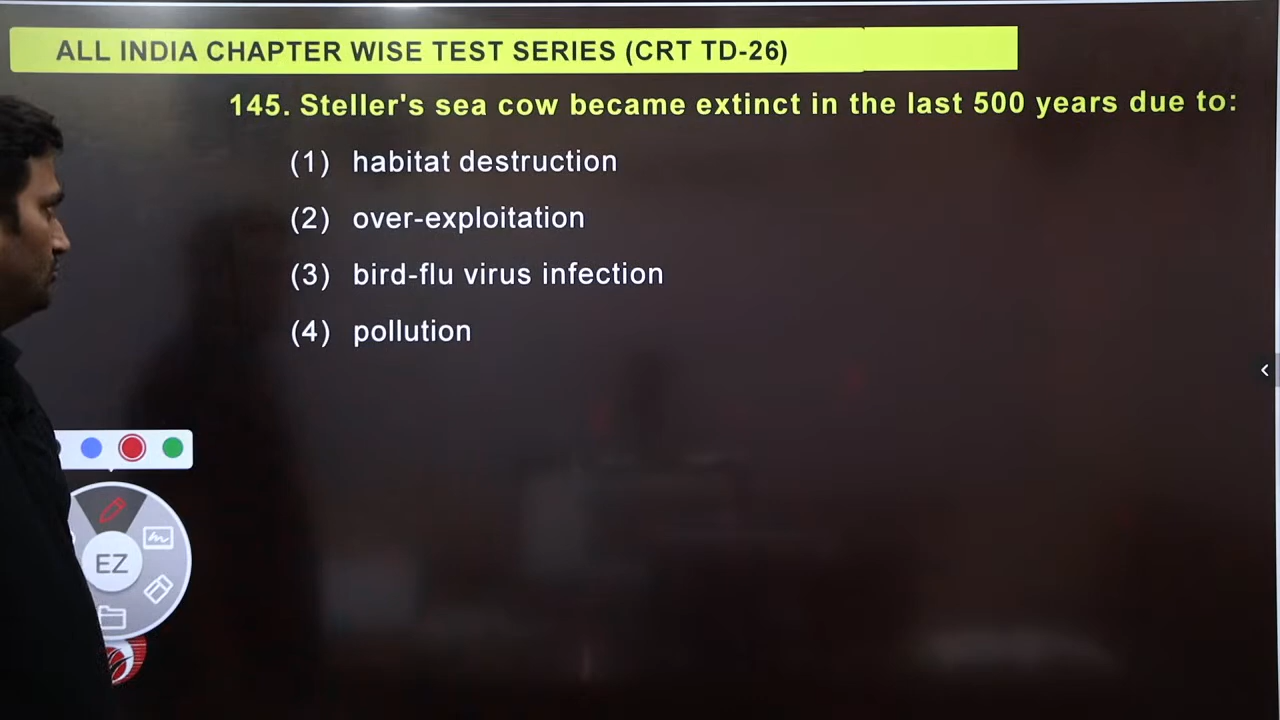 ALL INDIA CHAPTER WISE TEST SERIES (CRT TD-26)
145. Steller's sea cow became extinct in the last 500 years due to:
(1) habitat destruction
(2) over-exploitation
(3) bird-flu virus infection
(4) pollution
EZ